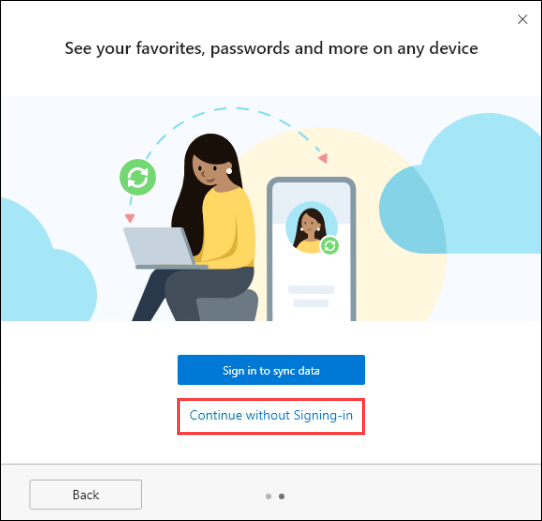 See your favorites, passwords and more on any device
Sign in to sync data
Continue without Signing-in
Back